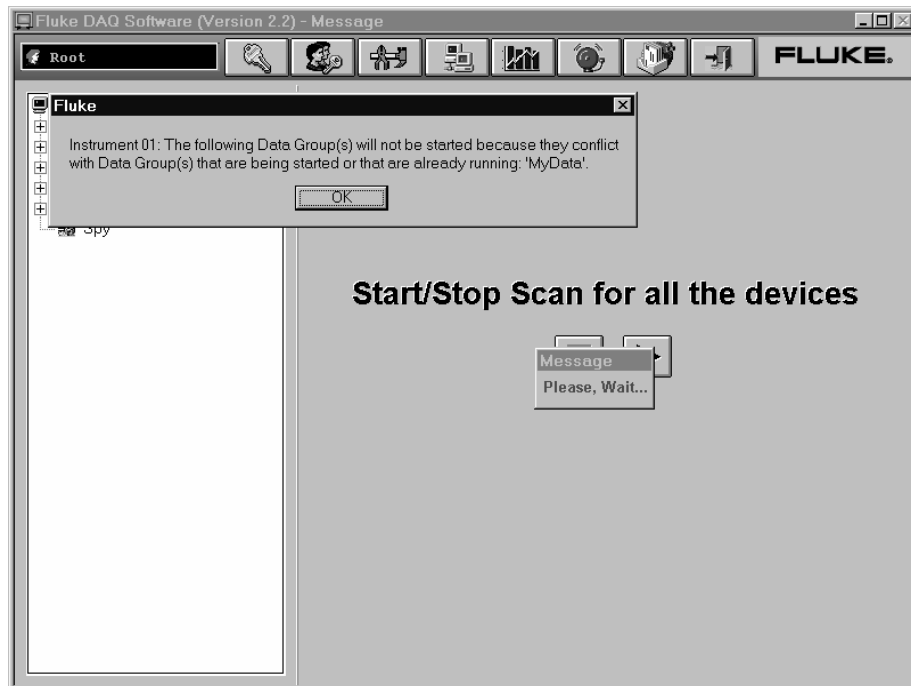 Fluke DAQ Software (Version 2.2) - Message
Root
FLUKE®
Fluke
Instrument 01: The following Data Group(s) will not be started because they conflict
with Data Group(s) that are being started or that are already running: 'MyData'.
OK
Spy
Start/Stop Scan for all the devices
Message
Please, Wait...